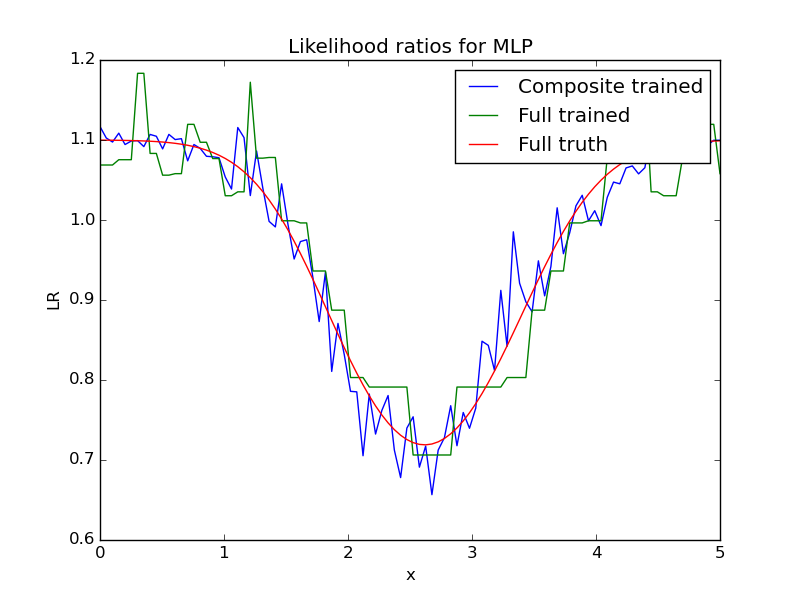 Likelihood ratios for MLP
Composite trained
Full trained
Full truth
1.2
1.1
1.0
0.9
0.8
0.7
0.6
LR
0 1 2 3 4 5
x